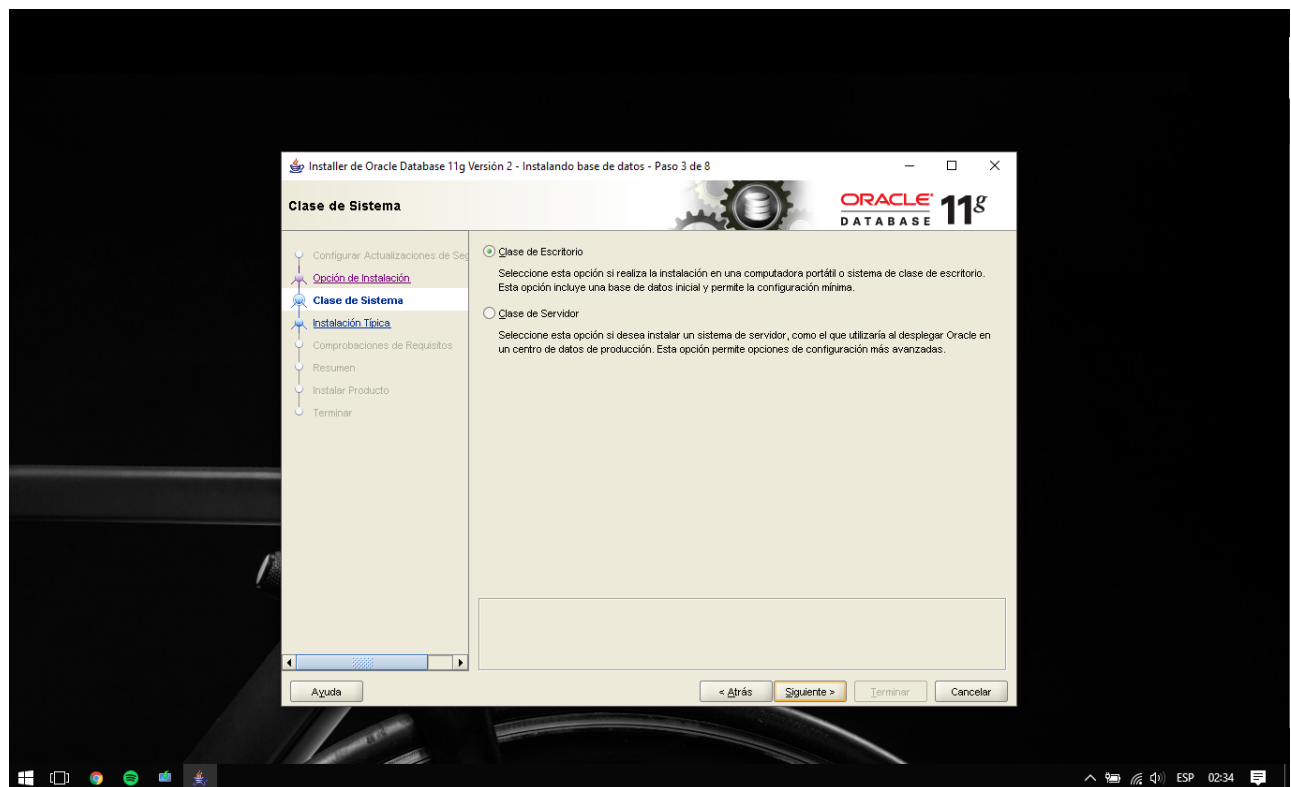 Installer de Oracle Database 11g Versión 2 - Instalando base de datos - Paso 3 de 8
Clase de Sistema
ORACLE
DATABASE
11g
Configurar Actualizaciones de Seg
Opción de Instalación
Clase de Sistema
Instalación Típica
Comprobaciones de Requisitos
Resumen
Instalar Producto
Terminar
Clase de Escritorio
Seleccione esta opción si realiza la instalación en una computadora portátil o sistema de clase de escritorio.
Esta opción incluye una base de datos inicial y permite la configuración mínima.
Clase de Servidor
Seleccione esta opción si desea instalar un sistema de servidor, como el que utilizaría al desplegar Oracle en
un centro de datos de producción. Esta opción permite opciones de configuración más avanzadas.
Ayuda
< Atrás
Siguiente >
Terminar
Cancelar
ESP
02:34